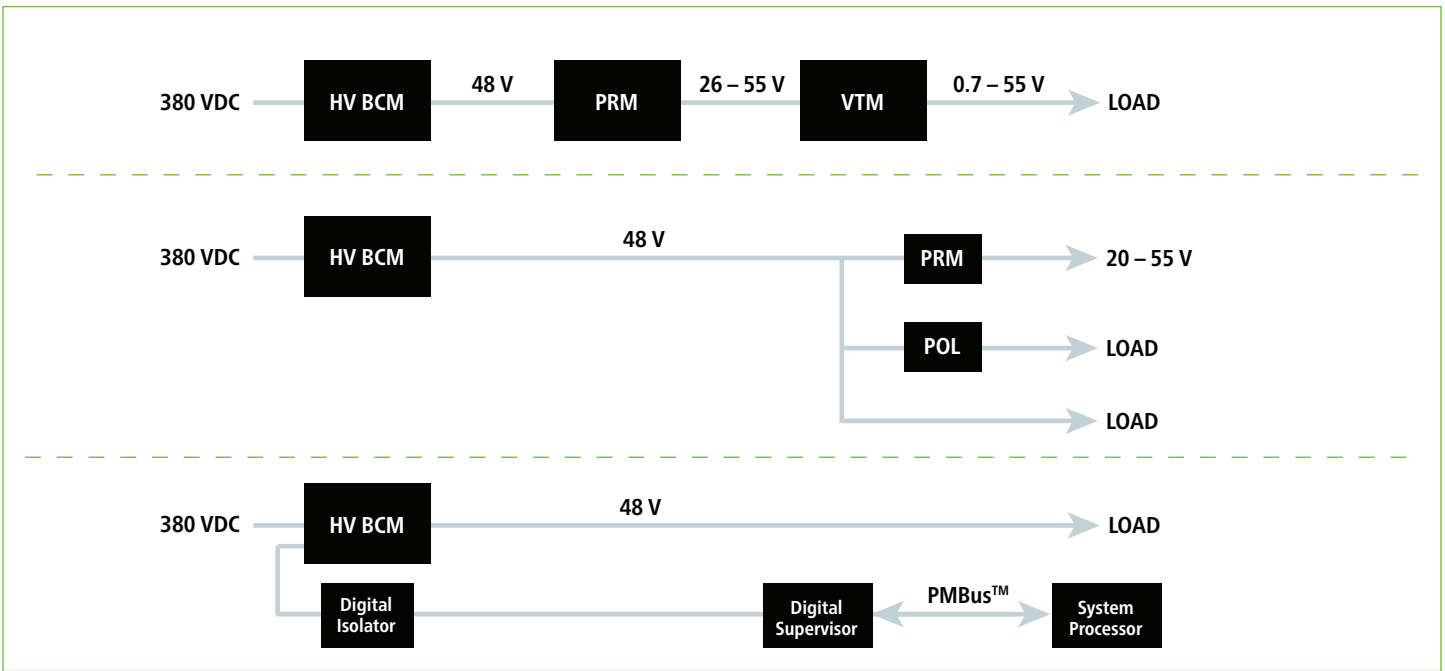 380 VDC
HV BCM
48 V
PRM
26 – 55 V
VTM
0.7 – 55 V
LOAD
380 VDC
HV BCM
48 V
PRM
20 – 55 V
POL
LOAD
LOAD
380 VDC
HV BCM
48 V
LOAD
Digital
Isolator
Digital
Supervisor
PMBus™
System
Processor